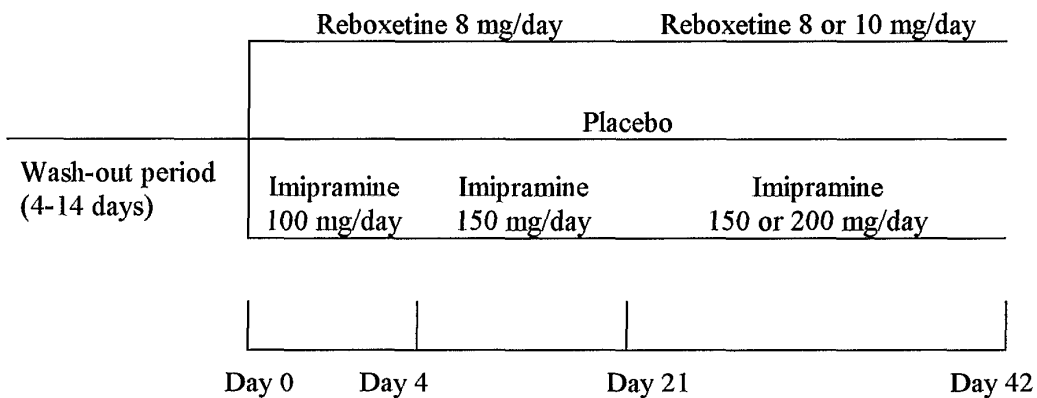 Reboxetine 8 mg/day
Reboxetine 8 or 10 mg/day
Placebo
Wash-out period
(4-14 days)
Imipramine
100 mg/day
Imipramine
150 mg/day
Imipramine
150 or 200 mg/day
Day 0
Day 4
Day 21
Day 42